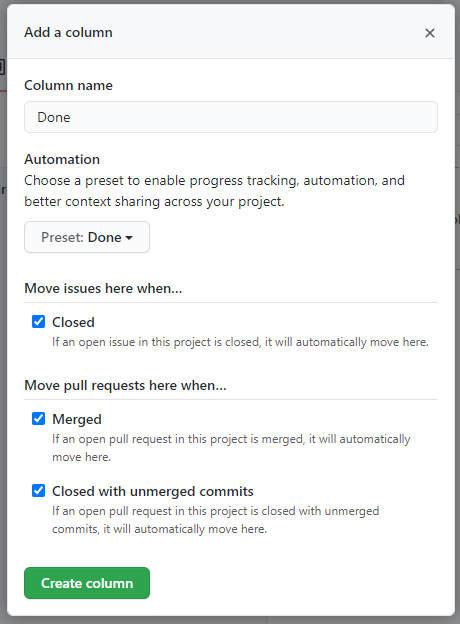 Add a column
Column name
Done
Automation
Choose a preset to enable progress tracking, automation, and
better context sharing across your project.
Preset: Done
Move issues here when...
Closed
If an open issue in this project is closed, it will automatically move here.
Move pull requests here when...
Merged
If an open pull request in this project is merged, it will automatically
move here.
Closed with unmerged commits
If an open pull request in this project is closed with unmerged
commits, it will automatically move here.
Create column